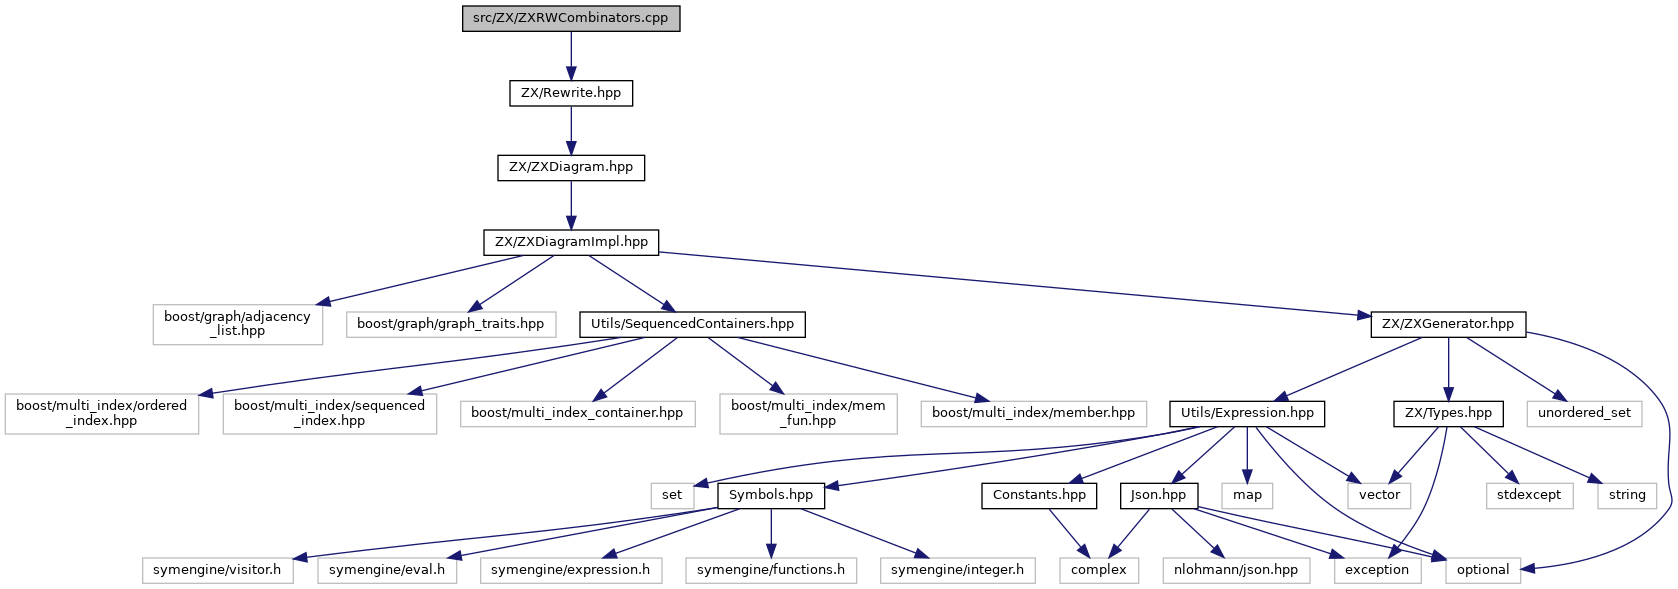 src/ZX/ZXRWCombinators.cpp
ZX/Rewrite.hpp
ZX/ZXDiagram.hpp
ZX/ZXDiagramImpl.hpp
boost/graph/adjacency
_list.hpp
boost/graph/graph_traits.hpp
Utils/SequencedContainers.hpp
ZX/ZXGenerator.hpp
boost/multi_index/ordered
_index.hpp
boost/multi_index/sequenced
_index.hpp
boost/multi_index_container.hpp
boost/multi_index/mem
_fun.hpp
boost/multi_index/member.hpp
Utils/Expression.hpp
ZX/Types.hpp
unordered_set
set
Symbols.hpp
Constants.hpp
Json.hpp
map
vector
stdexcept
string
symengine/visitor.h
symengine/eval.h
symengine/expression.h
symengine/functions.h
symengine/integer.h
complex
nlohmann/json.hpp
exception
optional